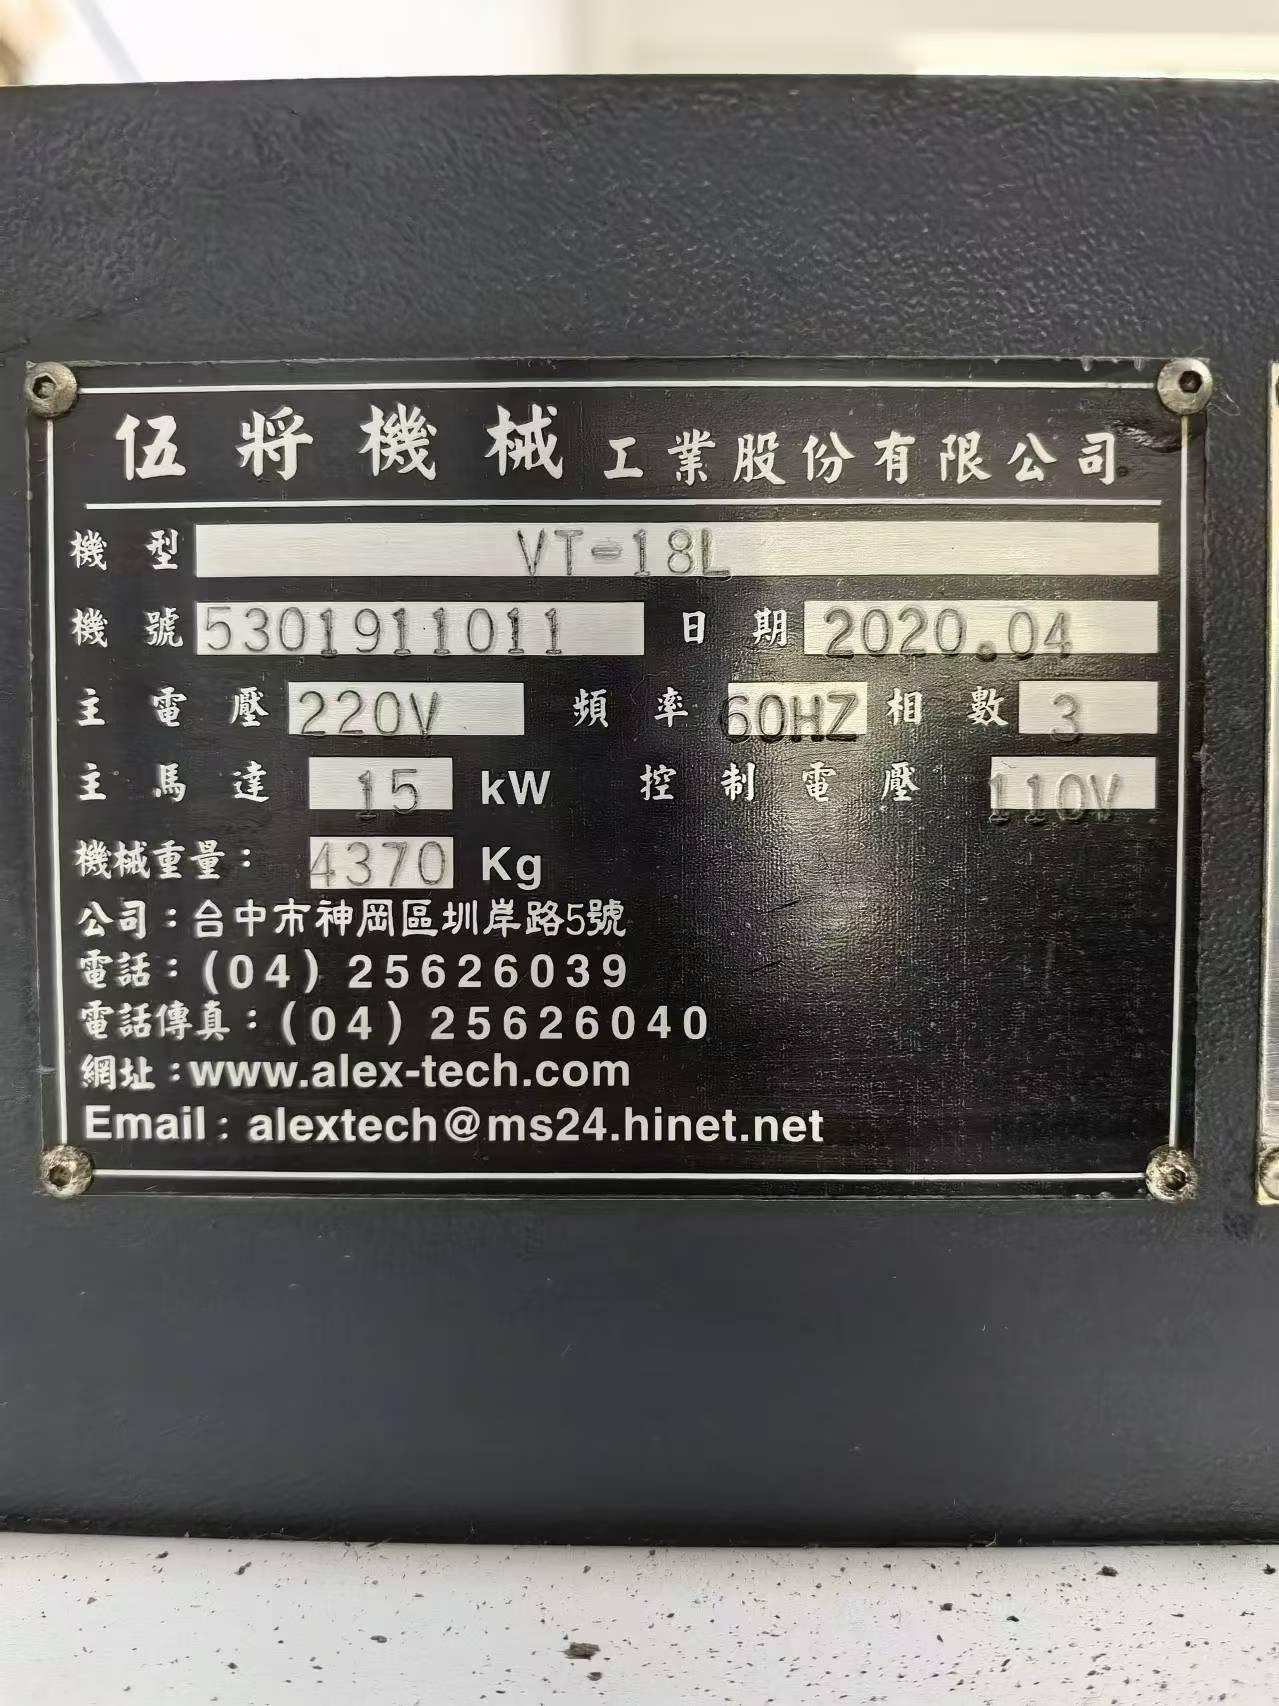 伍將機械工業股份有限公司
機型 VT-18L
機號 5301911011 日期 2020.04
主電壓 220V 頻率 60HZ 相數 3
主馬達 15 kW 控制電壓 110V
機械重量： 4370 Kg
公司：台中市神岡區圳岸路5號
電話：(04) 25626039
電話傳真：(04) 25626040
網址：www.alex-tech.com
Email : alextech@ms24.hinet.net